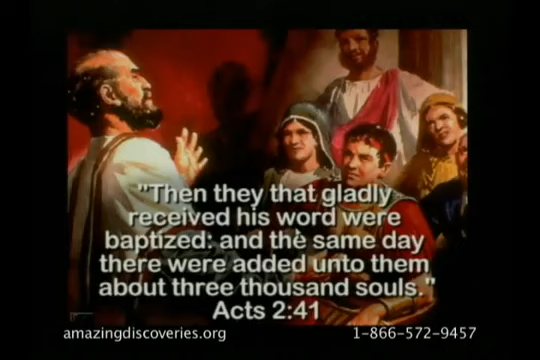 "Then they that gladly
received his word were
baptized: and the same day
there were added unto them
about three thousand souls."
Acts 2:41
amazingdiscoveries.org 1-866-572-9457